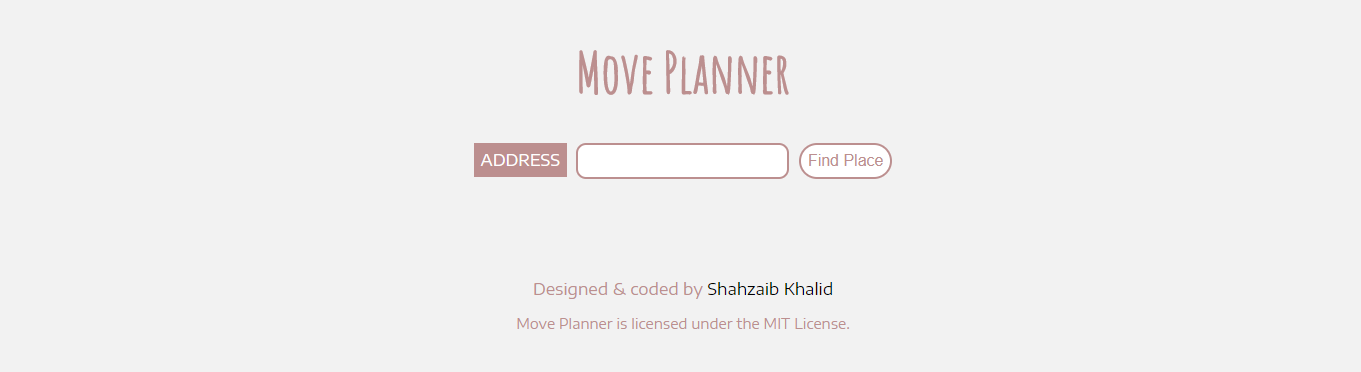 Move Planner
ADDRESS Find Place
Designed & coded by Shahzaib Khalid
Move Planner is licensed under the MIT License.